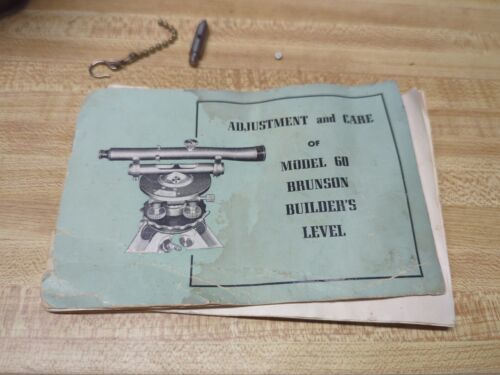 ADJUSTMENT and CARE
OF
MODEL 60
BRUNSON
BUILDER'S
LEVEL